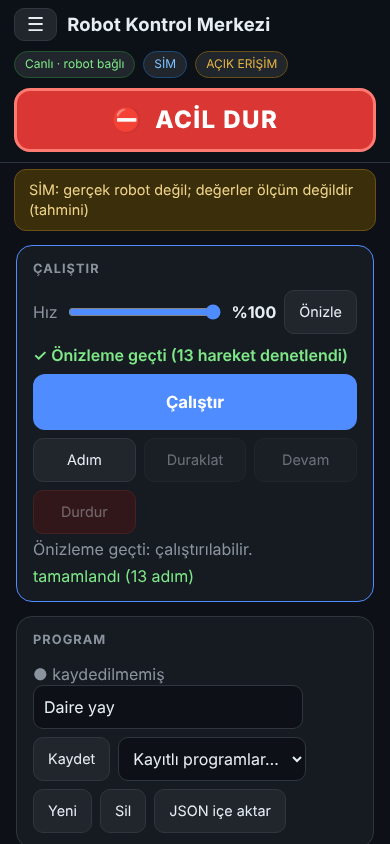 ☰ Robot Kontrol Merkezi
Canlı · robot bağlı SİM AÇIK ERİŞİM
⛔ ACİL DUR
SİM: gerçek robot değil; değerler ölçüm değildir
(tahmini)
ÇALIŞTIR
Hız %100 Önizle
✓ Önizleme geçti (13 hareket denetlendi)
Çalıştır
Adım Duraklat Devam
Durdur
Önizleme geçti: çalıştırılabilir.
tamamlandı (13 adım)
PROGRAM
● kaydedilmemiş
Daire yay
Kaydet Kayıtlı programlar...
Yeni Sil JSON içe aktar